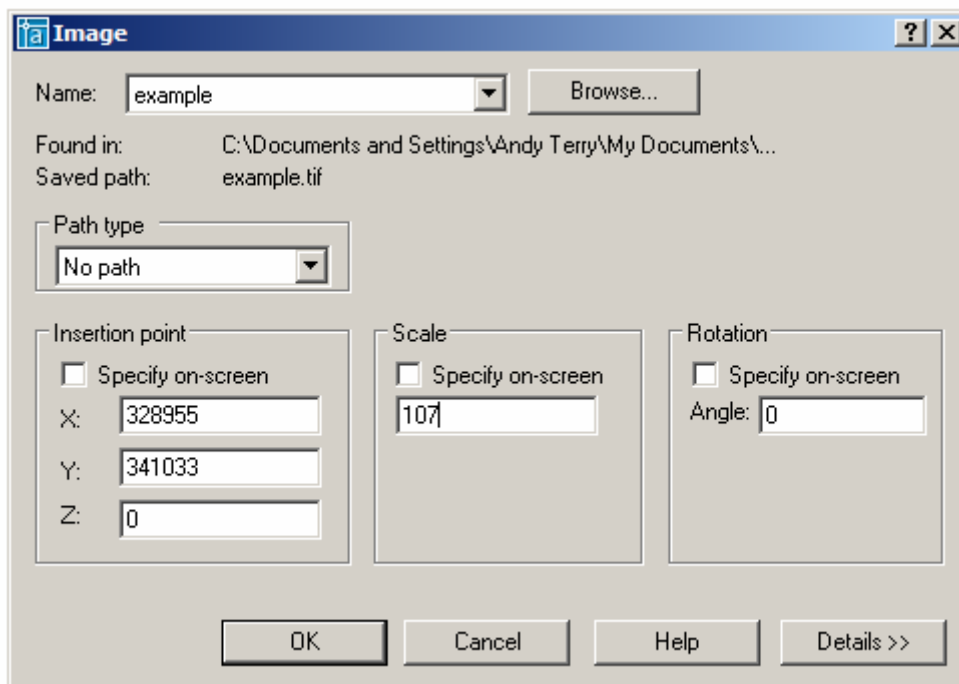 Image
Name: example Browse...
Found in: C:\Documents and Settings\Andy Terry\My Documents\...
Saved path: example.tif
Path type
No path
Insertion point
Specify on-screen
X: 328955
Y: 341033
Z: 0
Scale
Specify on-screen
107
Rotation
Specify on-screen
Angle: 0
OK Cancel Help Details >>